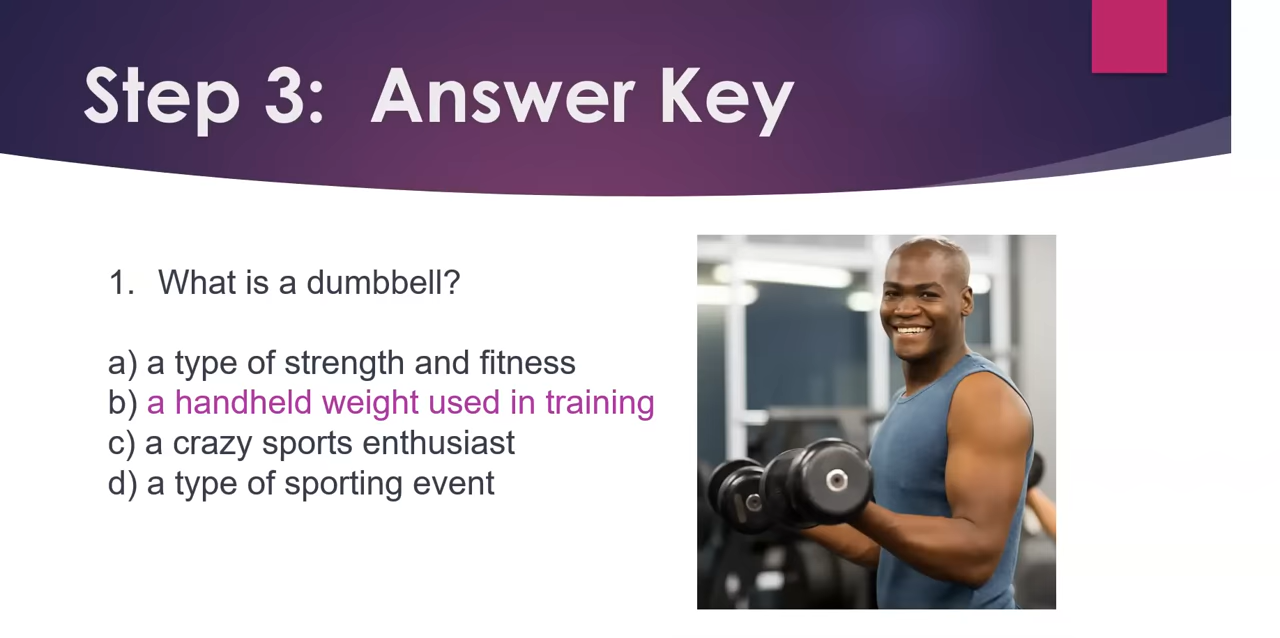 Step 3: Answer Key
1. What is a dumbbell?
a) a type of strength and fitness
b) a handheld weight used in training
c) a crazy sports enthusiast
d) a type of sporting event